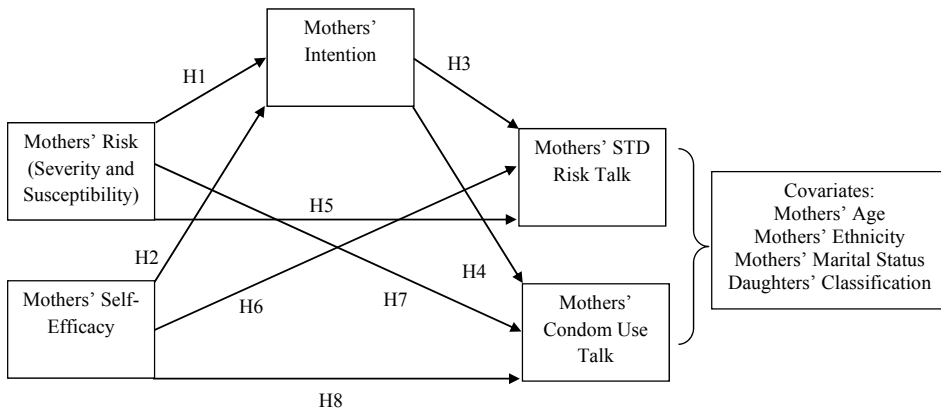 Mothers'
Intention
H1
H3
Mothers' Risk
(Severity and
Susceptibility)
Mothers' STD
Risk Talk
Covariates:
Mothers' Age
Mothers' Ethnicity
Mothers' Marital Status
Daughters' Classification
H5
H2
H4
Mothers' Self-
Efficacy
H6
H7
Mothers'
Condom Use
Talk
H8